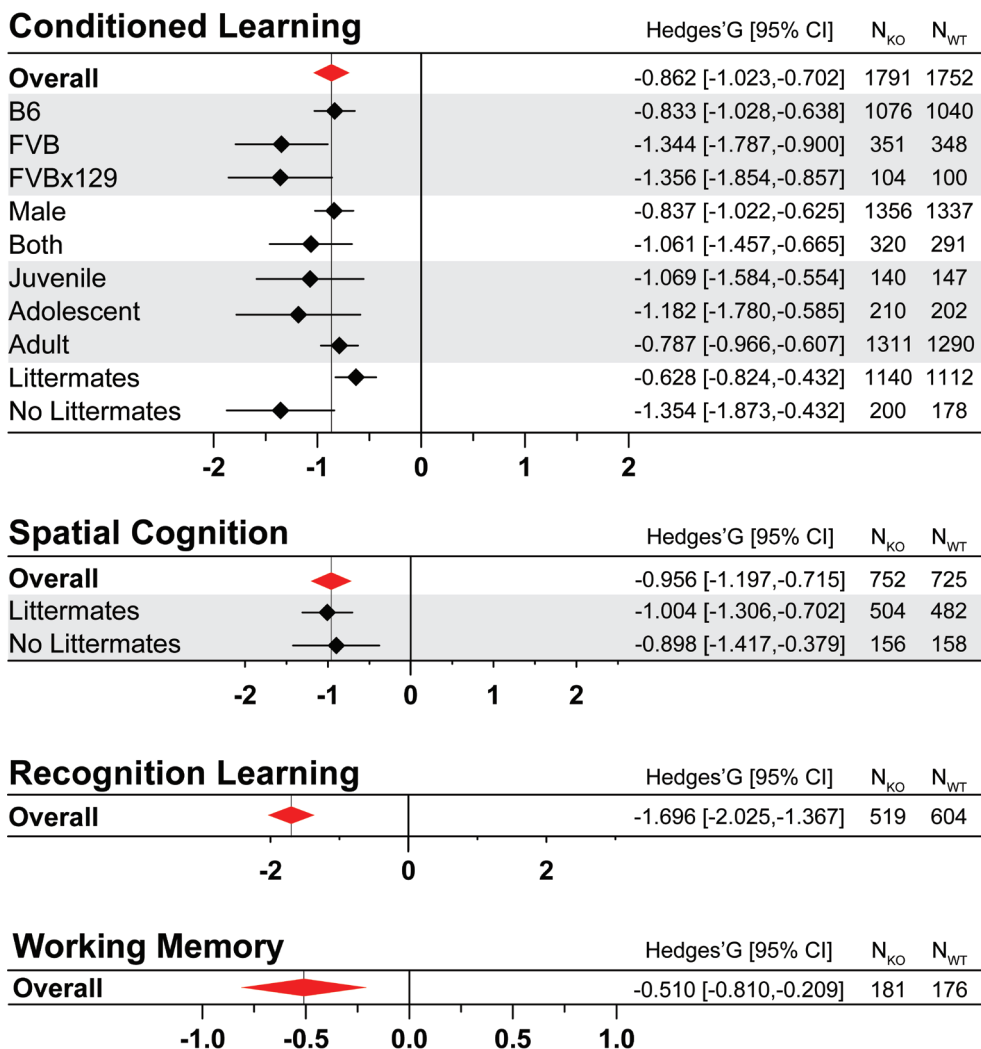 Conditioned Learning Hedges'G [95% CI] NKO NWT
Overall -0.862 [-1.023,-0.702] 1791 1752
B6 -0.833 [-1.028,-0.638] 1076 1040
FVB -1.344 [-1.787,-0.900] 351 348
FVBx129 -1.356 [-1.854,-0.857] 104 100
Male -0.837 [-1.022,-0.625] 1356 1337
Both -1.061 [-1.457,-0.665] 320 291
Juvenile -1.069 [-1.584,-0.554] 140 147
Adolescent -1.182 [-1.780,-0.585] 210 202
Adult -0.787 [-0.966,-0.607] 1311 1290
Littermates -0.628 [-0.824,-0.432] 1140 1112
No Littermates -1.354 [-1.873,-0.432] 200 178
-2 -1 0 1 2
Spatial Cognition Hedges'G [95% CI] NKO NWT
Overall -0.956 [-1.197,-0.715] 752 725
Littermates -1.004 [-1.306,-0.702] 504 482
No Littermates -0.898 [-1.417,-0.379] 156 158
-2 -1 0 1 2
Recognition Learning Hedges'G [95% CI] NKO NWT
Overall -1.696 [-2.025,-1.367] 519 604
-2 0 2
Working Memory Hedges'G [95% CI] NKO NWT
Overall -0.510 [-0.810,-0.209] 181 176
-1.0 -0.5 0.0 0.5 1.0